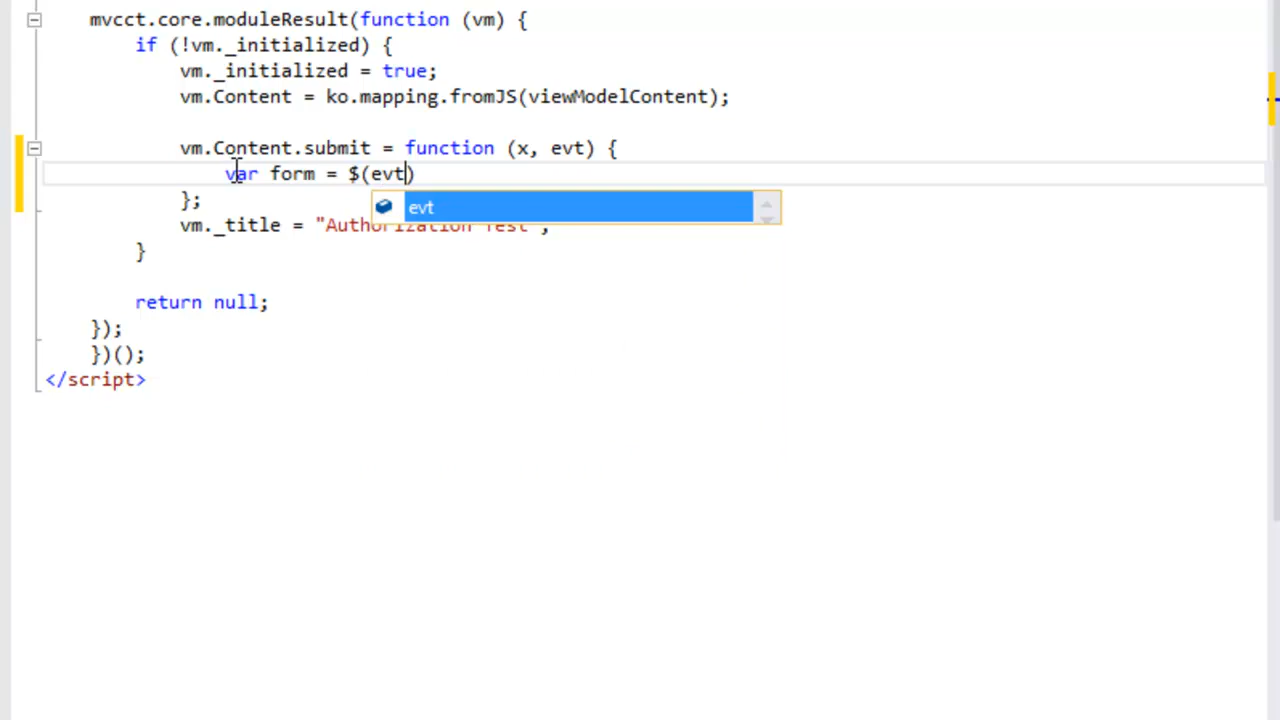 mvcct.core.moduleResult(function (vm) {
if (!vm._initialized) {
vm._initialized = true;
vm.Content = ko.mapping.fromJS(viewModelContent);
vm.Content.submit = function (x, evt) {
var form = $(evt)
};
evt
vm._title = "Authorization Test";
}
return null;
});
})();
</script>